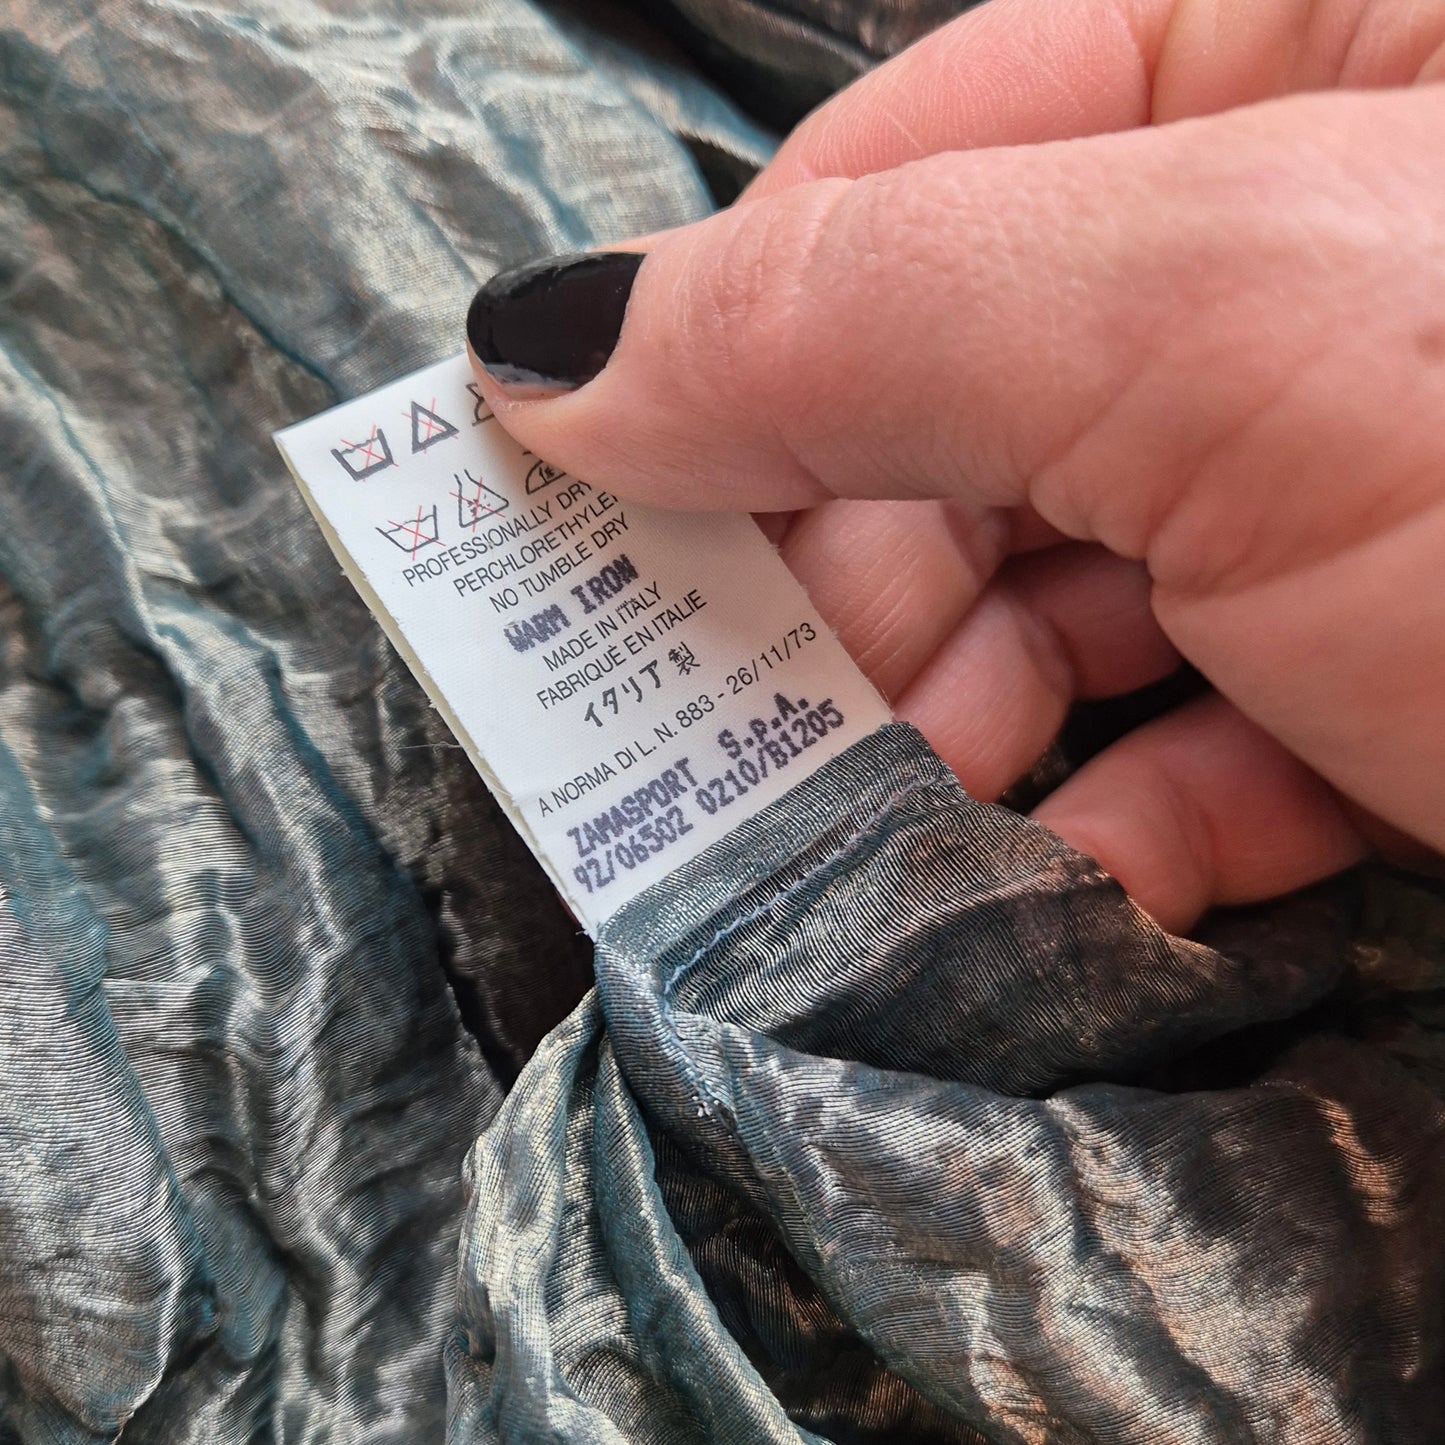 PROFESSIONALLY DRY
PERCHLORETHYLE
NO TUMBLE DRY
WARM IRON
MADE IN ITALY
FABRIQUÉ EN ITALIE
イタリア製
A NORMA DI L. N. 883 - 26/11/73
ZAMASPORT S.p.A.
92/06502 0210/B1205